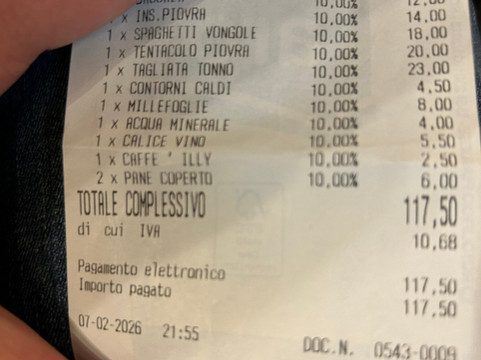 10,00% 12,00
1 x INS.PIOVRA 10,00% 14,00
1 x SPAGHETTI VONGOLE 10,00% 18,00
1 x TENTACOLO PIOVRA 10,00% 20,00
1 x TAGLIATA TONNO 10,00% 23,00
1 x CONTORNI CALDI 10,00% 4,50
1 x MILLEFOGLIE 10,00% 8,00
1 x ACQUA MINERALE 10,00% 4,00
1 x CALICE VINO 10,00% 5,50
1 x CAFFE ' ILLY 10,00% 2,50
2 x PANE COPERTO 10,00% 6,00
TOTALE COMPLESSIVO 117,50
di cui IVA 10,68
Pagamento elettronico 117,50
Importo pagato 117,50
07-02-2026 21:55
DOC.N. 0543-0009